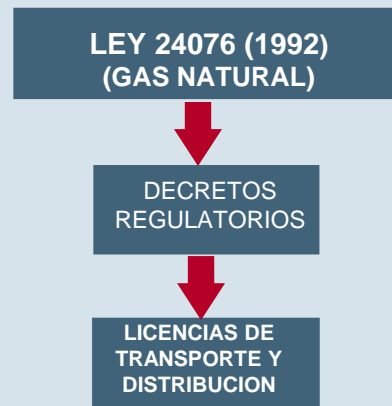 LEY 24076 (1992)
(GAS NATURAL)
DECRETOS
REGULATORIOS
LICENCIAS DE
TRANSPORTE Y
DISTRIBUCION